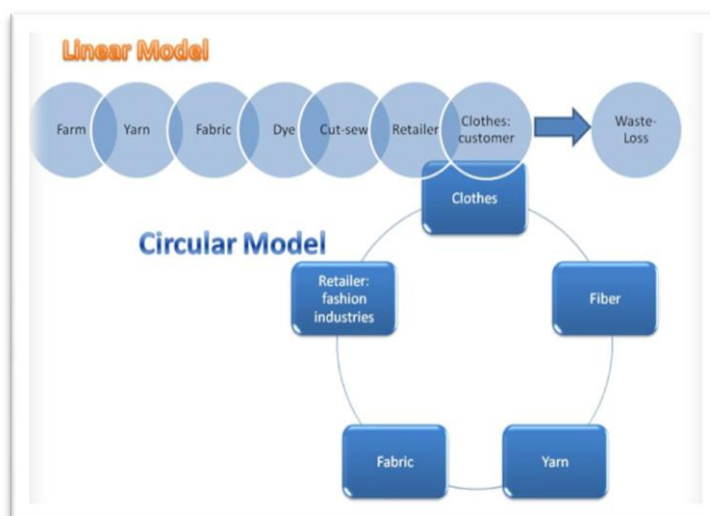 Linear Model
Farm
Yarn
Fabric
Dye
Cut-sew
Retailer
Clothes:
customer
Waste-
Loss
Circular Model
Clothes
Fiber
Yarn
Fabric
Retailer:
fashion
industries